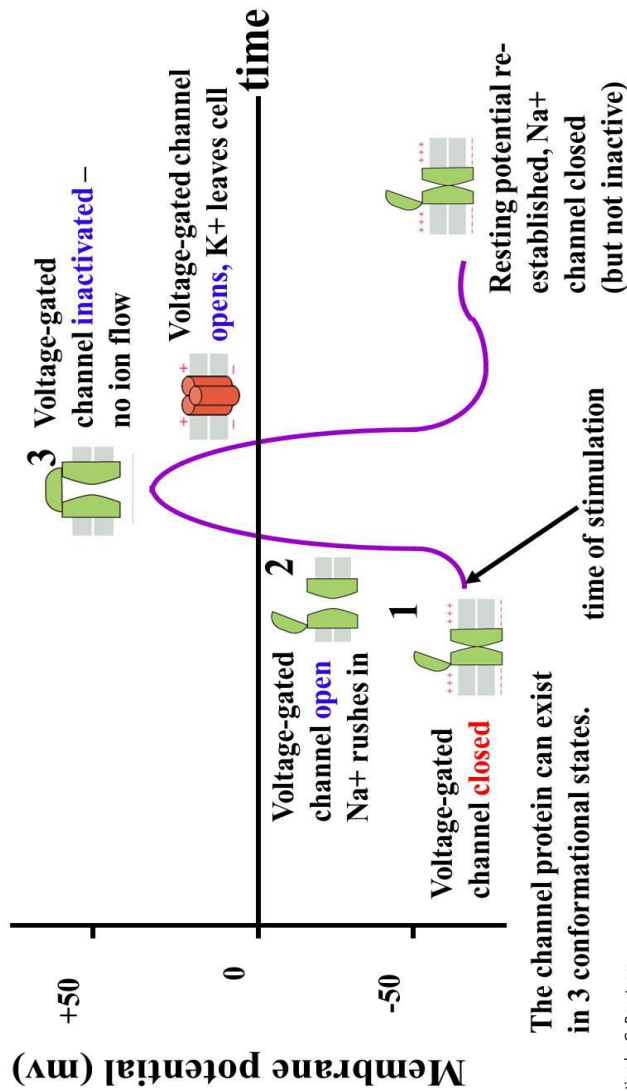 Membrane potential (mv)
+50
0
-50
time
3
Voltage-gated
channel inactivated –
no ion flow
Voltage-gated channel
opens, K+ leaves cell
2
Voltage-gated
channel open
Na+ rushes in
1
Voltage-gated
channel closed
time of stimulation
Resting potential re-
established, Na+
channel closed
(but not inactive)
The channel protein can exist
in 3 conformational states.
+
+
–
–
+++
+++
+++
+++